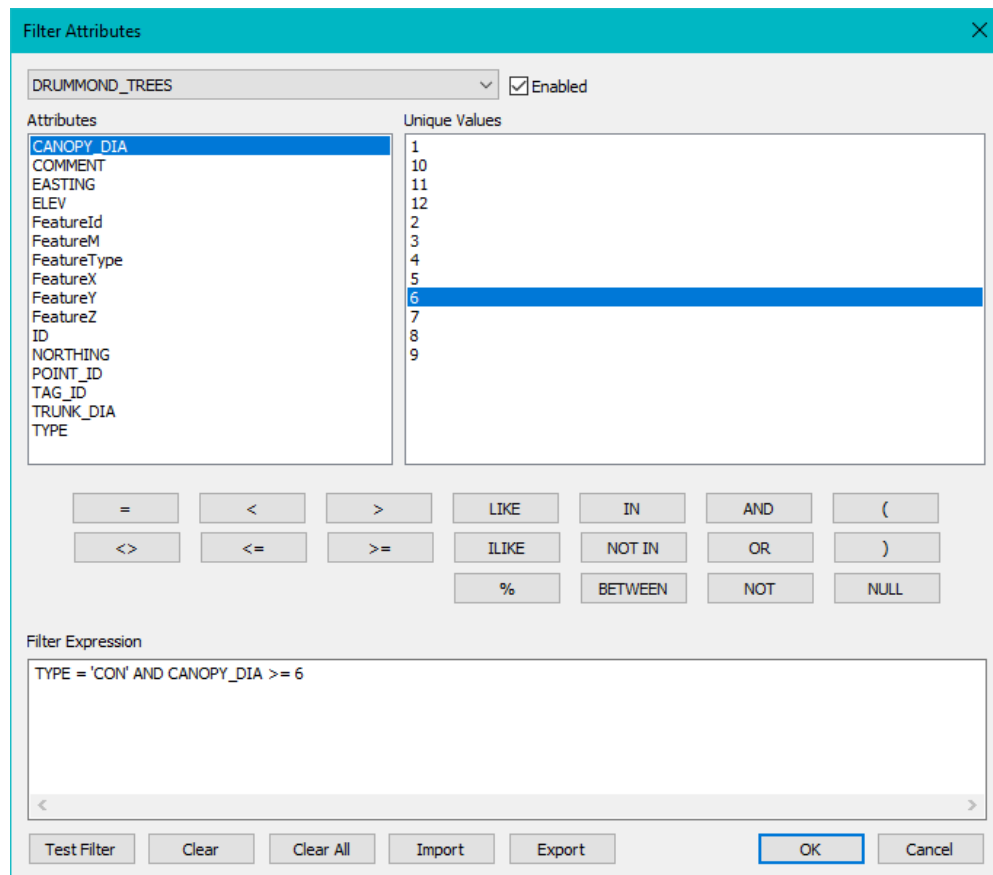 Filter Attributes
DRUMMOND_TREES
Enabled
Attributes
CANOPY_DIA
COMMENT
EASTING
ELEV
FeatureId
FeatureM
FeatureType
FeatureX
FeatureY
FeatureZ
ID
NORTHING
POINT_ID
TAG_ID
TRUNK_DIA
TYPE
Unique Values
1
10
11
12
2
3
4
5
6
7
8
9
= < > LIKE IN AND (
<> <= >= ILIKE NOT IN OR )
% BETWEEN NOT NULL
Filter Expression
TYPE = 'CON' AND CANOPY_DIA >= 6
Test Filter Clear Clear All Import Export OK Cancel